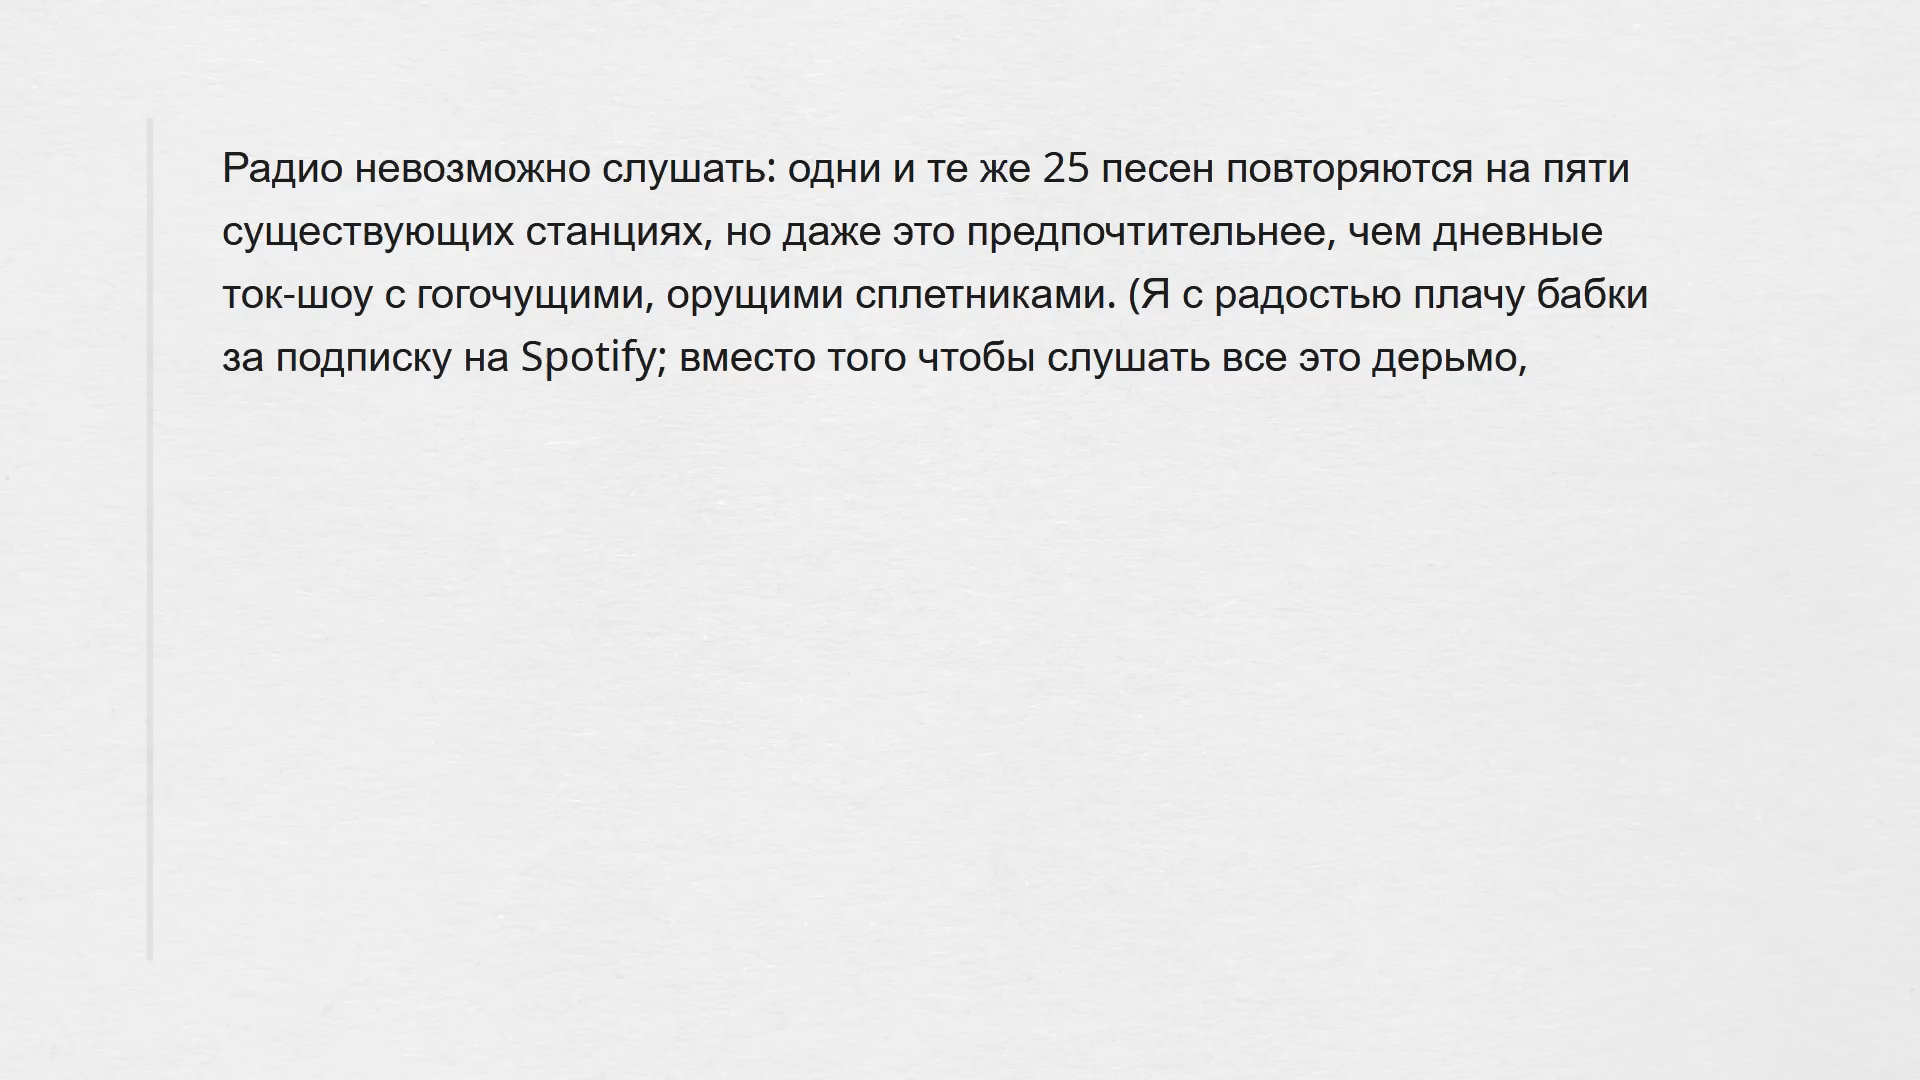 Радио невозможно слушать: одни и те же 25 песен повторяются на пяти
существующих станциях, но даже это предпочтительнее, чем дневные
ток-шоу с гогочущими, орущими сплетниками. (Я с радостью плачу бабки
за подписку на Spotify; вместо того чтобы слушать все это дерьмо,